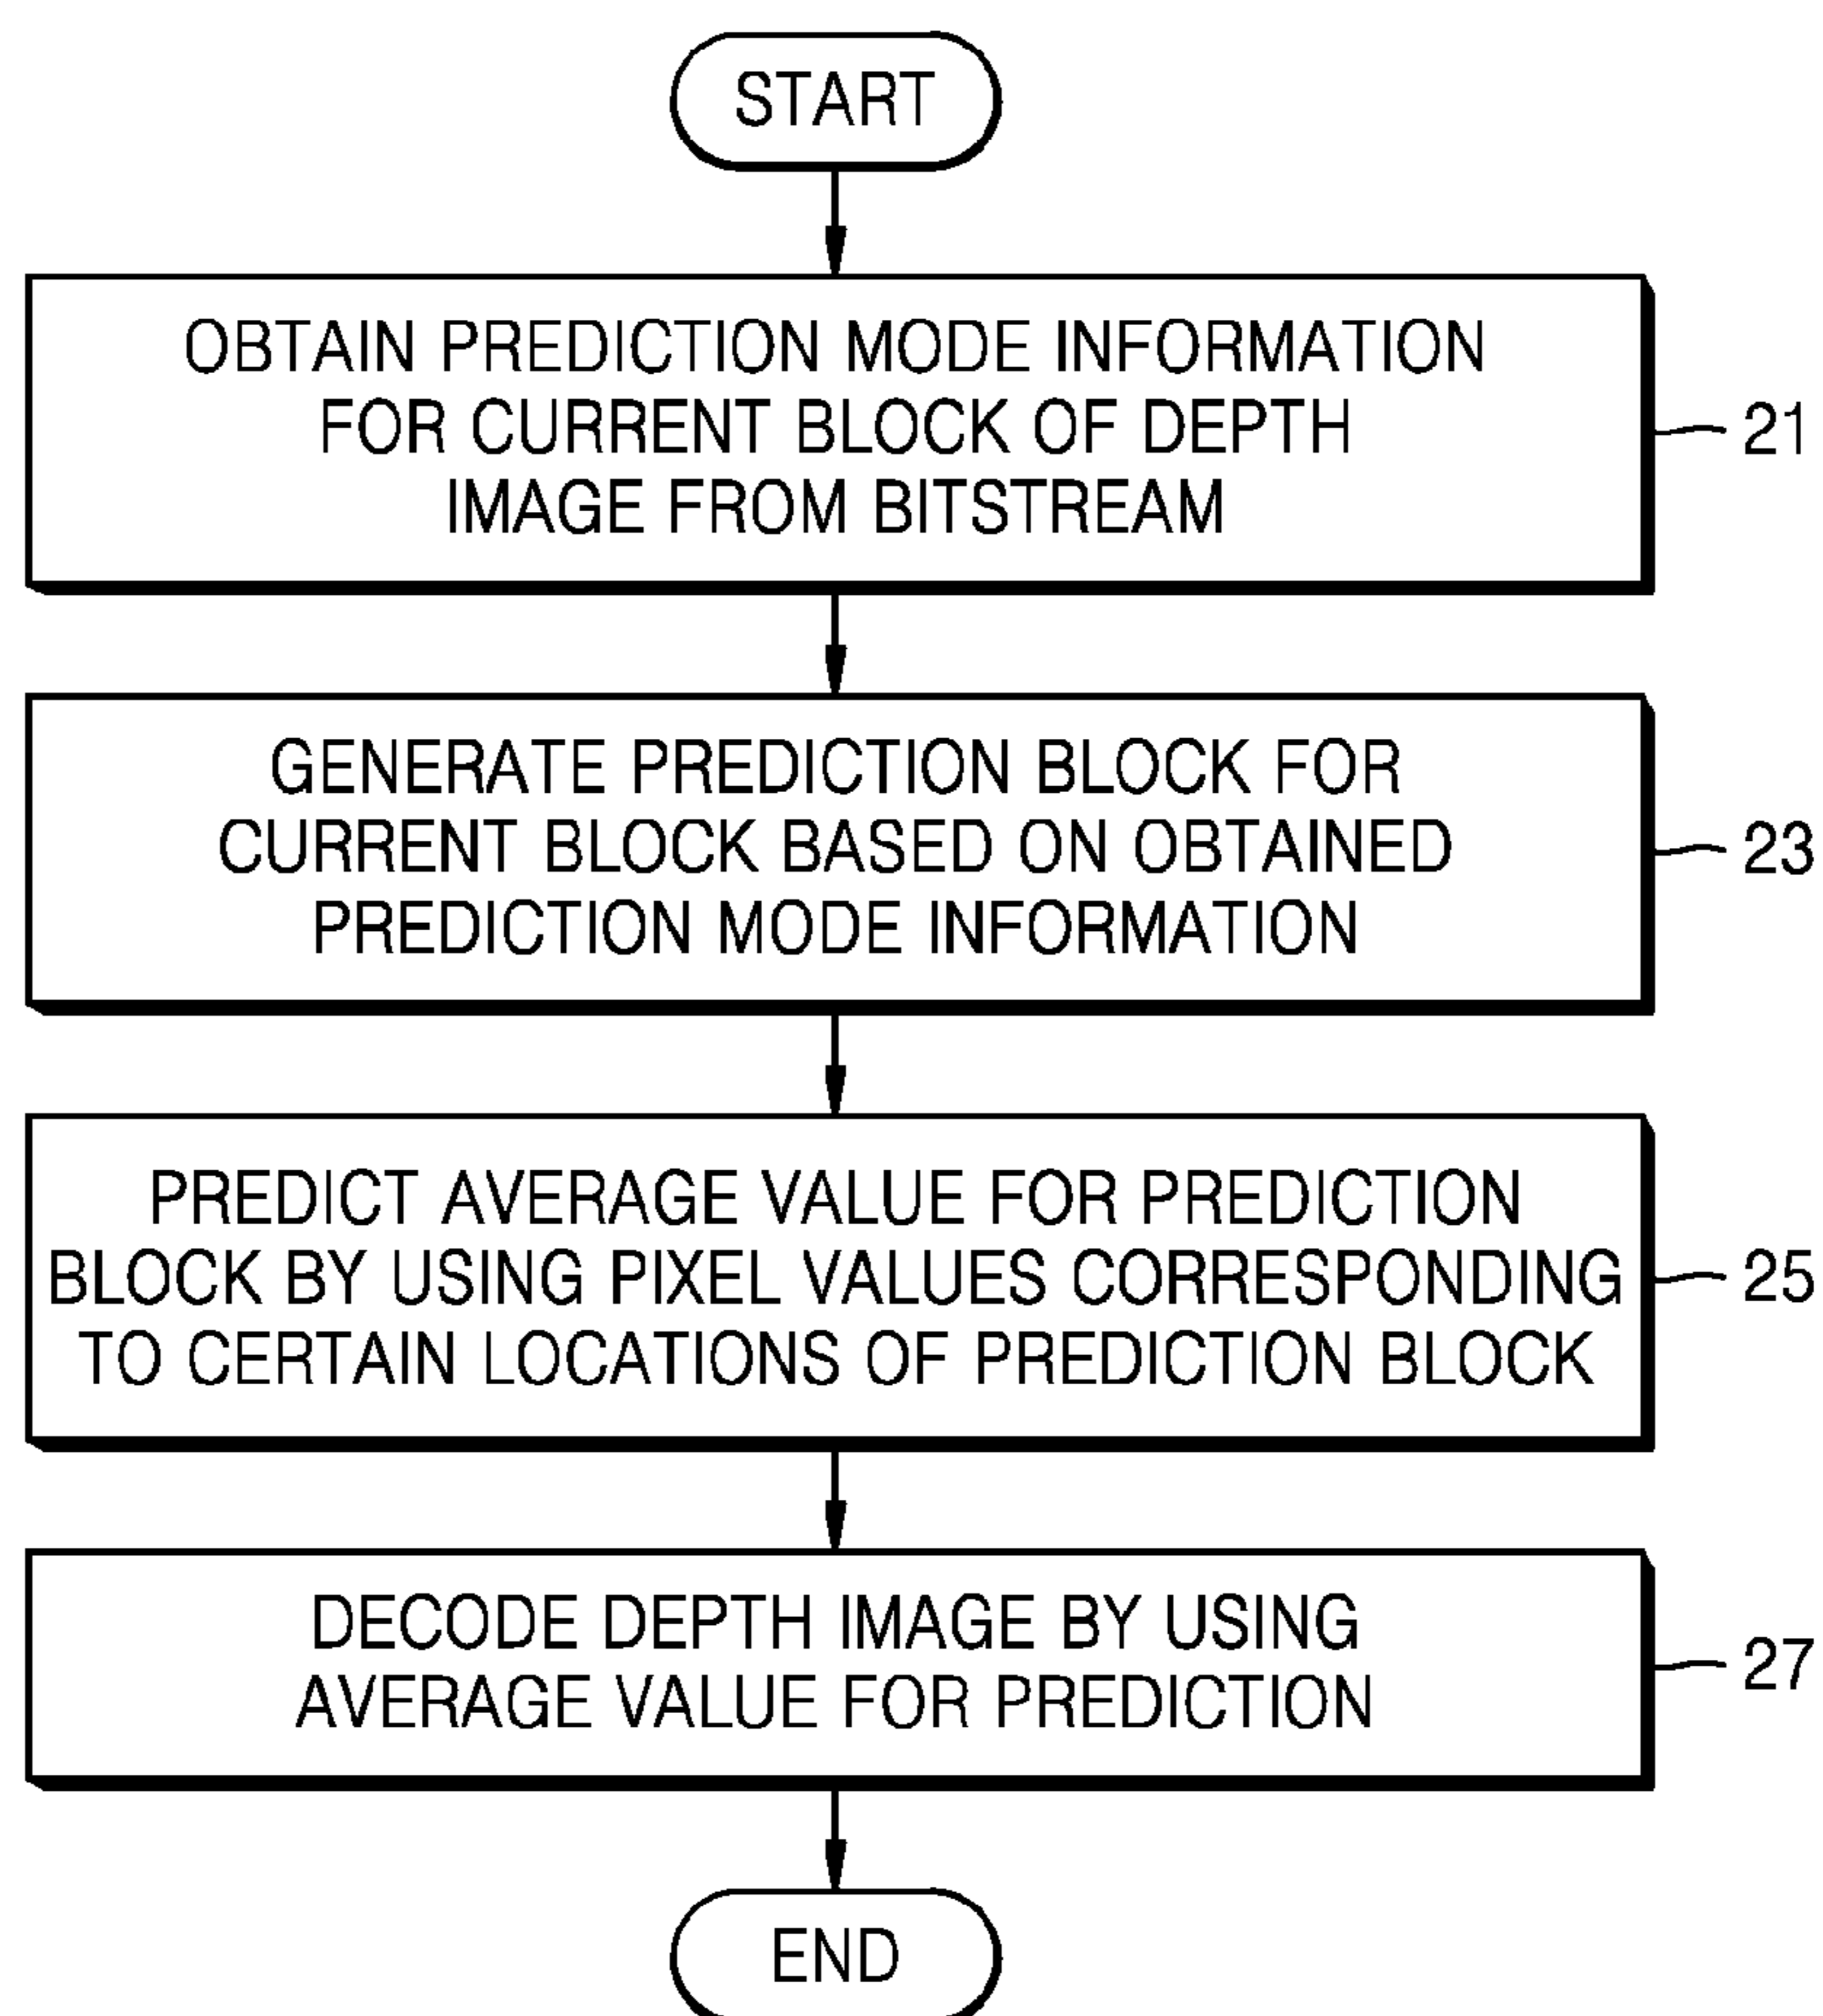 START
OBTAIN PREDICTION MODE INFORMATION
FOR CURRENT BLOCK OF DEPTH
IMAGE FROM BITSTREAM
21
GENERATE PREDICTION BLOCK FOR
CURRENT BLOCK BASED ON OBTAINED
PREDICTION MODE INFORMATION
23
PREDICT AVERAGE VALUE FOR PREDICTION
BLOCK BY USING PIXEL VALUES CORRESPONDING
TO CERTAIN LOCATIONS OF PREDICTION BLOCK
25
DECODE DEPTH IMAGE BY USING
AVERAGE VALUE FOR PREDICTION
27
END